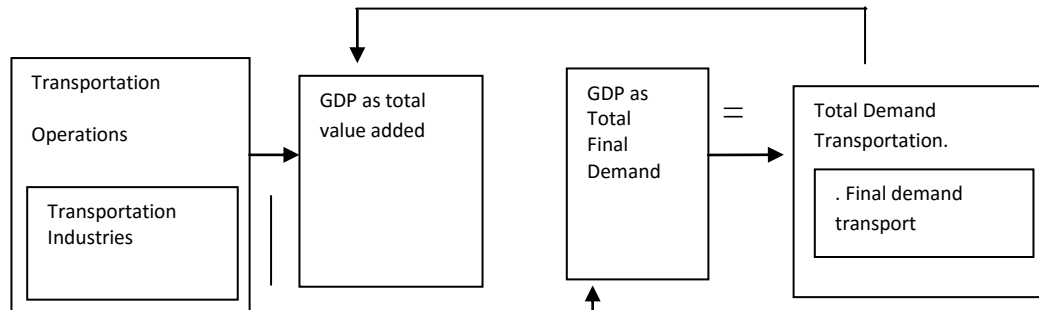 Transportation
Operations
Transportation
Industries
GDP as total
value added
GDP as
Total
Final
Demand
=
Total Demand
Transportation.
. Final demand
transport